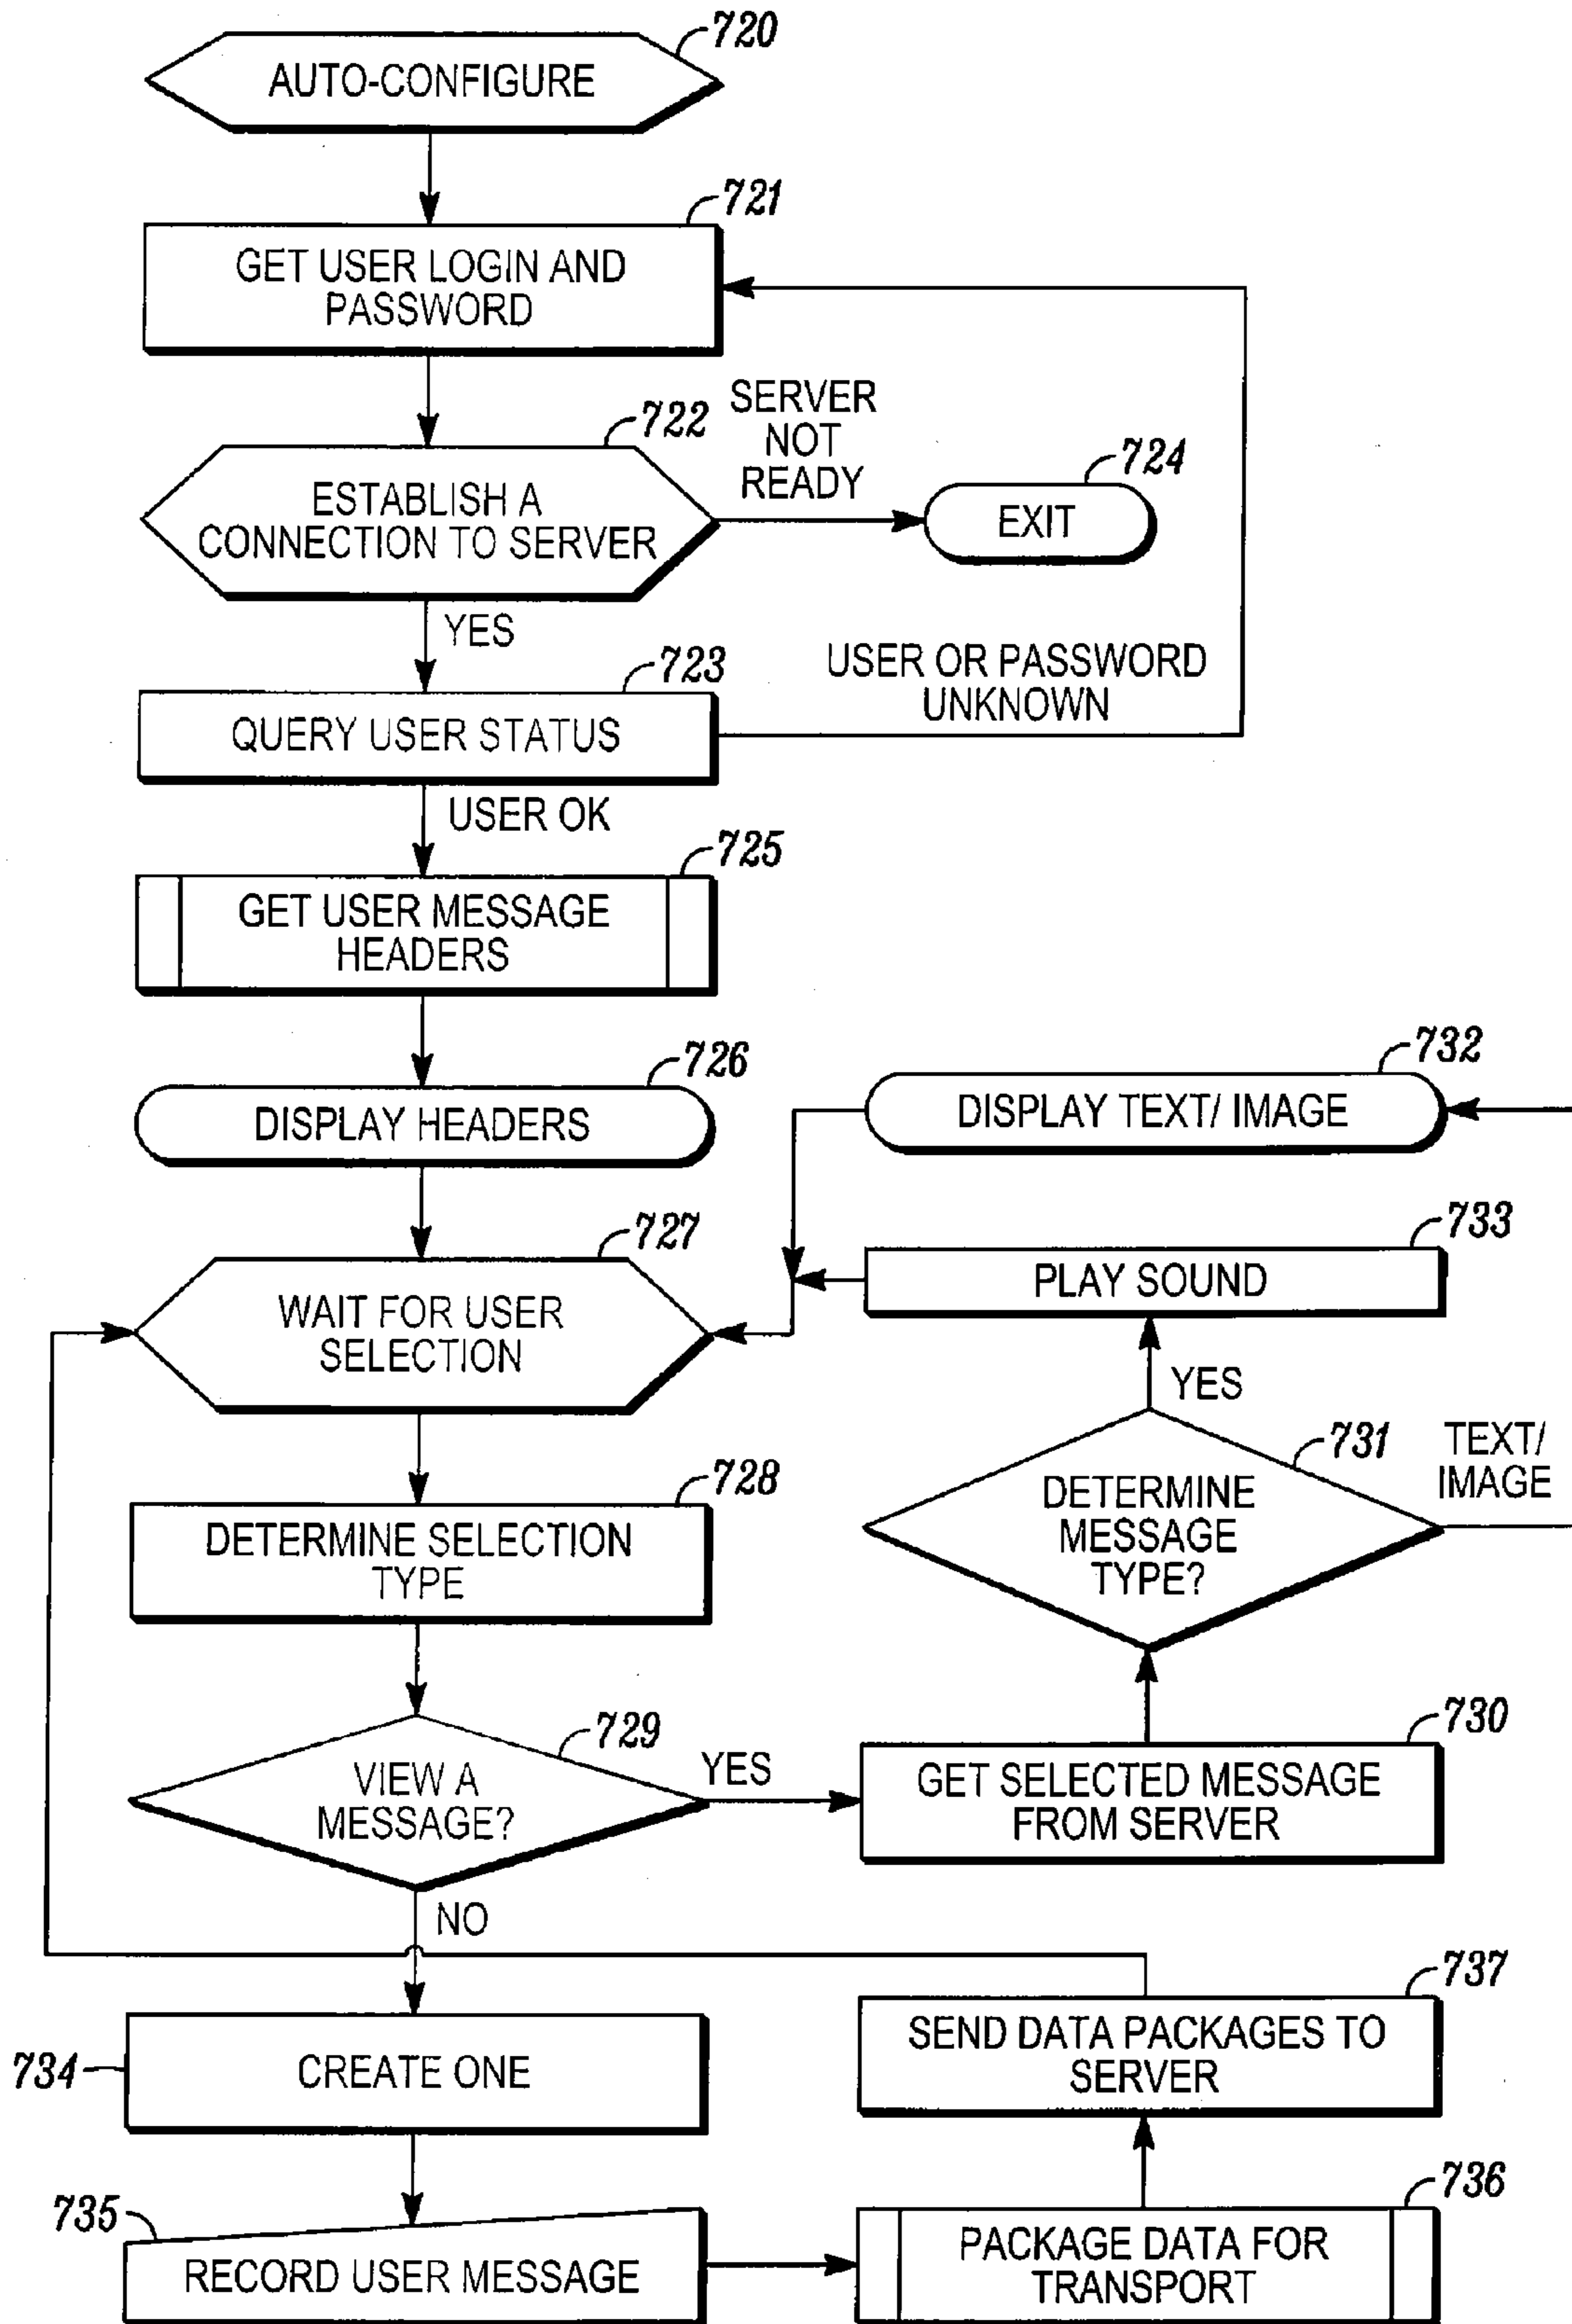 720
AUTO-CONFIGURE
721
GET USER LOGIN AND
PASSWORD
722
SERVER
NOT
READY
ESTABLISH A
CONNECTION TO SERVER
724
EXIT
YES
723
QUERY USER STATUS
USER OR PASSWORD
UNKNOWN
USER OK
725
GET USER MESSAGE
HEADERS
726
DISPLAY HEADERS
732
DISPLAY TEXT/ IMAGE
727
WAIT FOR USER
SELECTION
733
PLAY SOUND
YES
728
DETERMINE SELECTION
TYPE
731
DETERMINE
MESSAGE
TYPE?
TEXT/
IMAGE
729
VIEW A
MESSAGE?
YES
730
GET SELECTED MESSAGE
FROM SERVER
NO
734
CREATE ONE
737
SEND DATA PACKAGES TO
SERVER
735
RECORD USER MESSAGE
736
PACKAGE DATA FOR
TRANSPORT